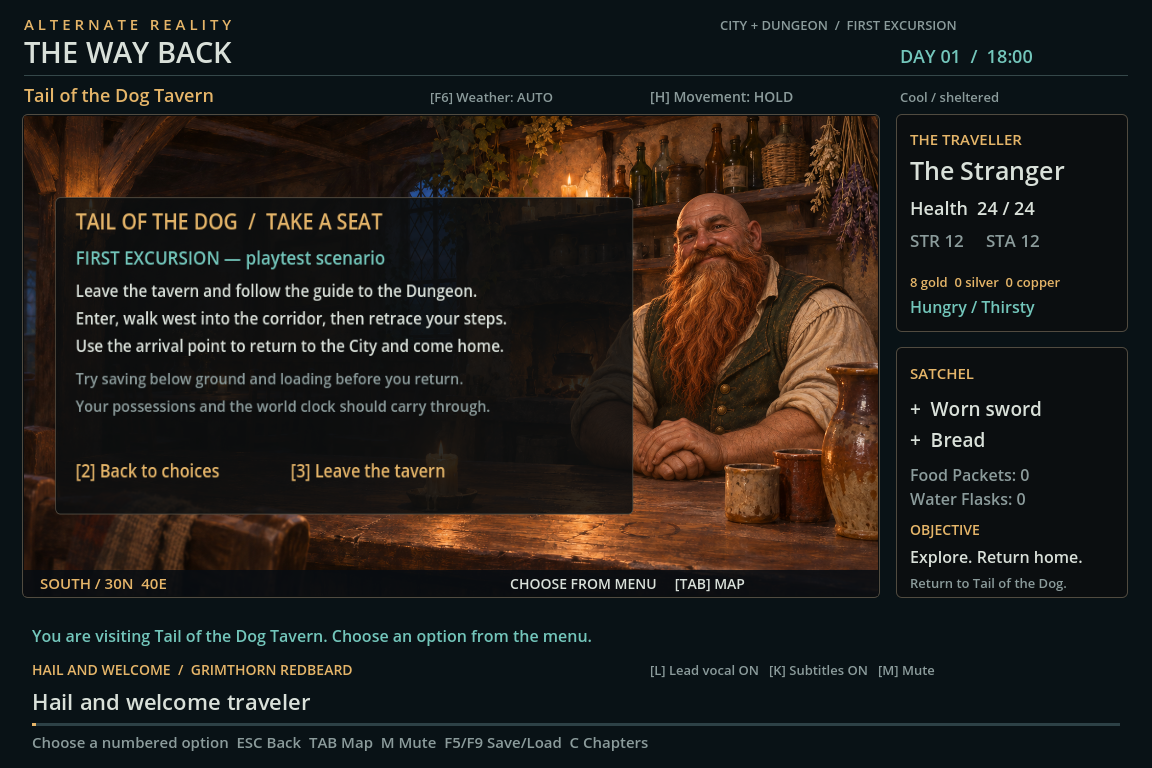 ALTERNATE REALITY
THE WAY BACK
CITY + DUNGEON / FIRST EXCURSION
DAY 01 / 18:00
Tail of the Dog Tavern
[F6] Weather: AUTO
[H] Movement: HOLD
Cool / sheltered
TAIL OF THE DOG / TAKE A SEAT
FIRST EXCURSION — playtest scenario
Leave the tavern and follow the guide to the Dungeon.
Enter, walk west into the corridor, then retrace your steps.
Use the arrival point to return to the City and come home.
Try saving below ground and loading before you return.
Your possessions and the world clock should carry through.
[2] Back to choices
[3] Leave the tavern
SOUTH / 30N 40E
CHOOSE FROM MENU
[TAB] MAP
THE TRAVELLER
The Stranger
Health 24 / 24
STR 12 STA 12
8 gold 0 silver 0 copper
Hungry / Thirsty
SATCHEL
+ Worn sword
+ Bread
Food Packets: 0
Water Flasks: 0
OBJECTIVE
Explore. Return home.
Return to Tail of the Dog.
You are visiting Tail of the Dog Tavern. Choose an option from the menu.
HAIL AND WELCOME / GRIMTHORN REDBEARD
[L] Lead vocal ON [K] Subtitles ON [M] Mute
Hail and welcome traveler
Choose a numbered option ESC Back TAB Map M Mute F5/F9 Save/Load C Chapters